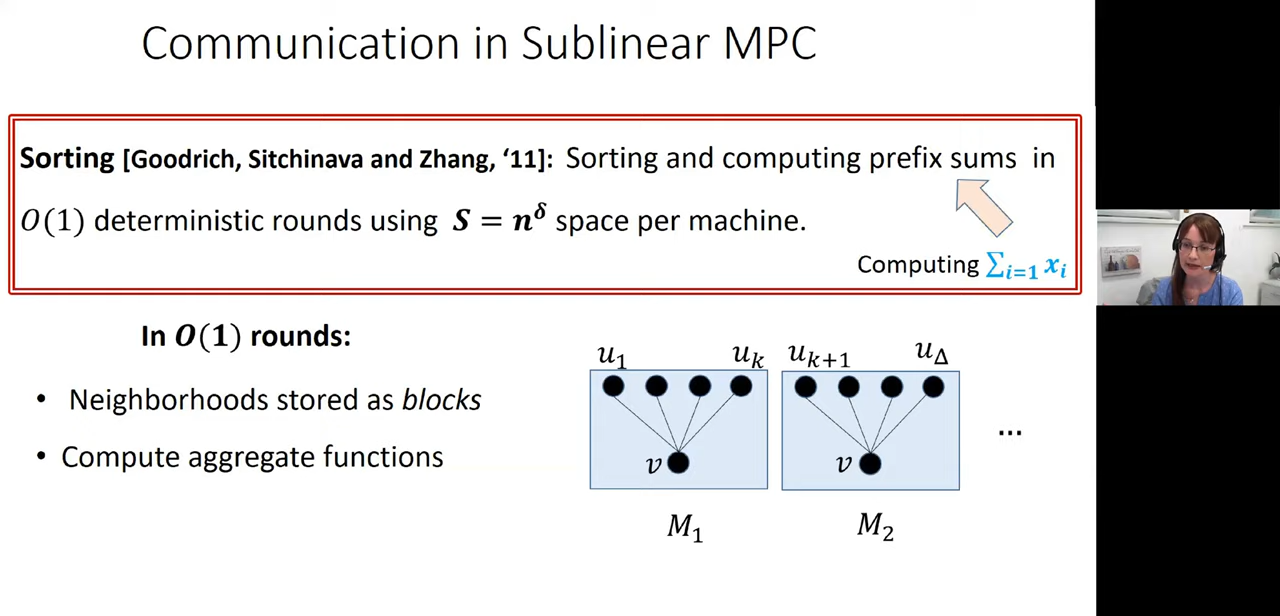 Communication in Sublinear MPC
Sorting [Goodrich, Sitchinava and Zhang, ‘11]: Sorting and computing prefix sums in
O(1) deterministic rounds using S = n^δ space per machine.
Computing ∑_{i=1} x_i
In O(1) rounds:
• Neighborhoods stored as blocks
• Compute aggregate functions
u_1 u_k u_{k+1} u_Δ
v v
...
M_1 M_2